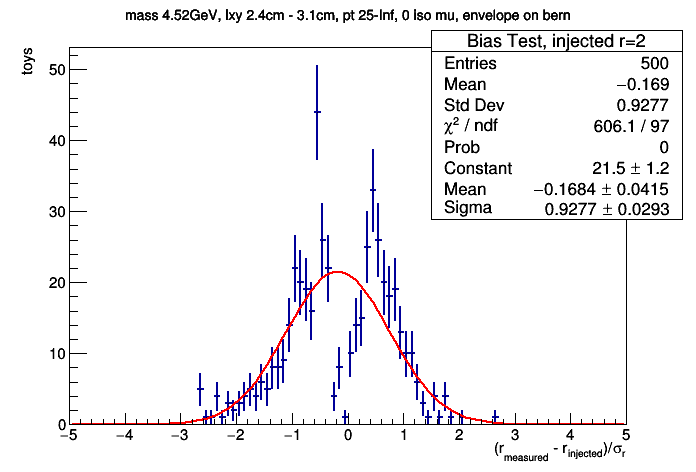 mass 4.52GeV, lxy 2.4cm - 3.1cm, pt 25-Inf, 0 Iso mu, envelope on bern
Bias Test, injected r=2
Entries 500
Mean −0.169
Std Dev 0.9277
χ² / ndf 606.1 / 97
Prob 0
Constant 21.5 ± 1.2
Mean −0.1684 ± 0.0415
Sigma 0.9277 ± 0.0293
toys
50
40
30
20
10
0
−5 −4 −3 −2 −1 0 1 2 3 4 5
(r_measured - r_injected)/σ_r